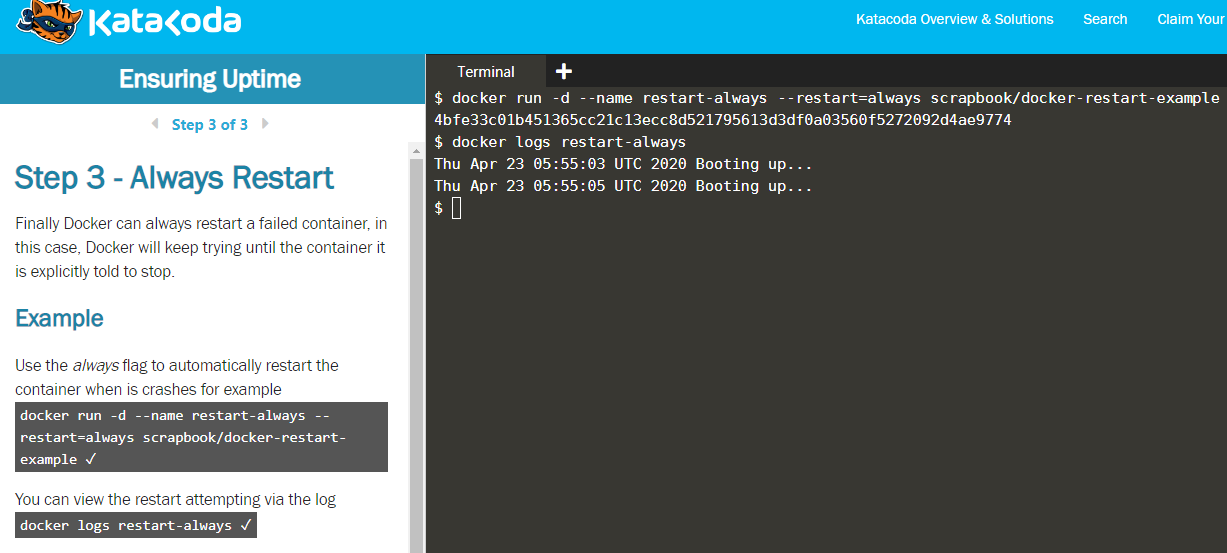 Katacoda
Katacoda Overview & Solutions
Search
Claim Your
Ensuring Uptime
Step 3 of 3
Step 3 - Always Restart
Finally Docker can always restart a failed container, in
this case, Docker will keep trying until the container it
is explicitly told to stop.
Example
Use the always flag to automatically restart the
container when is crashes for example
docker run -d --name restart-always --
restart=always scrapbook/docker-restart-
example ✓
You can view the restart attempting via the log
docker logs restart-always ✓
Terminal
$ docker run -d --name restart-always --restart=always scrapbook/docker-restart-example
4bfe33c01b451365cc21c13ecc8d521795613d3df0a03560f5272092d4ae9774
$ docker logs restart-always
Thu Apr 23 05:55:03 UTC 2020 Booting up...
Thu Apr 23 05:55:05 UTC 2020 Booting up...
$